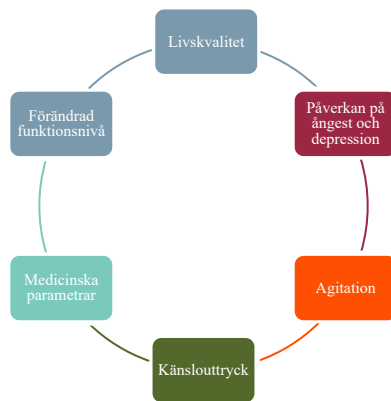 Livskvalitet
Påverkan på
ångest och
depression
Agitation
Känslouttryck
Medicinska
parametrar
Förändrad
funktionsnivå